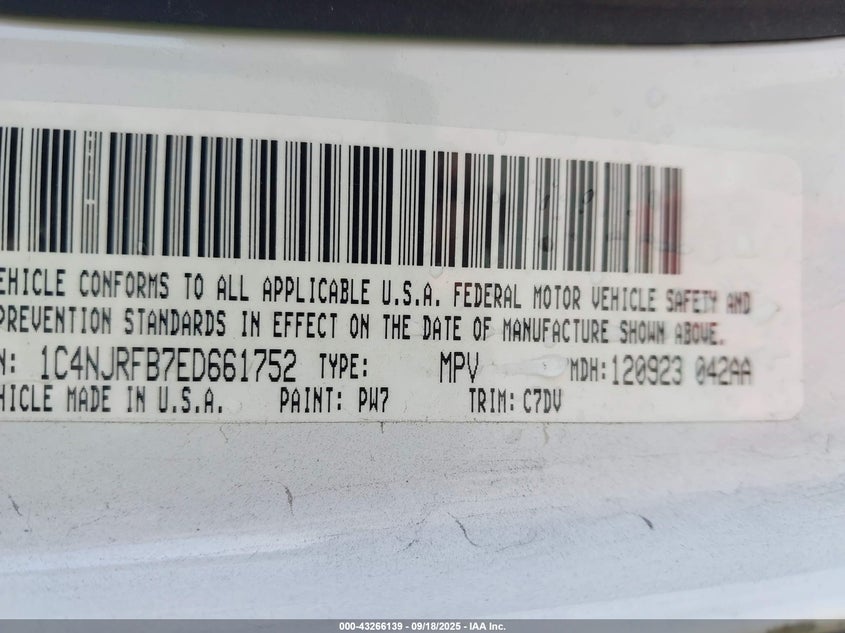 EHICLE CONFORMS TO ALL APPLICABLE U.S.A. FEDERAL MOTOR VEHICLE SAFETY AND
PREVENTION STANDARDS IN EFFECT ON THE DATE OF MANUFACTURE SHOWN ABOVE.
N: 1C4NJRFB7ED661752 TYPE: MPV MDH: 120923 042AA
HICLE MADE IN U.S.A. PAINT: PW7 TRIM: C7DV
000-43266139 - 09/18/2025 - IAA Inc.